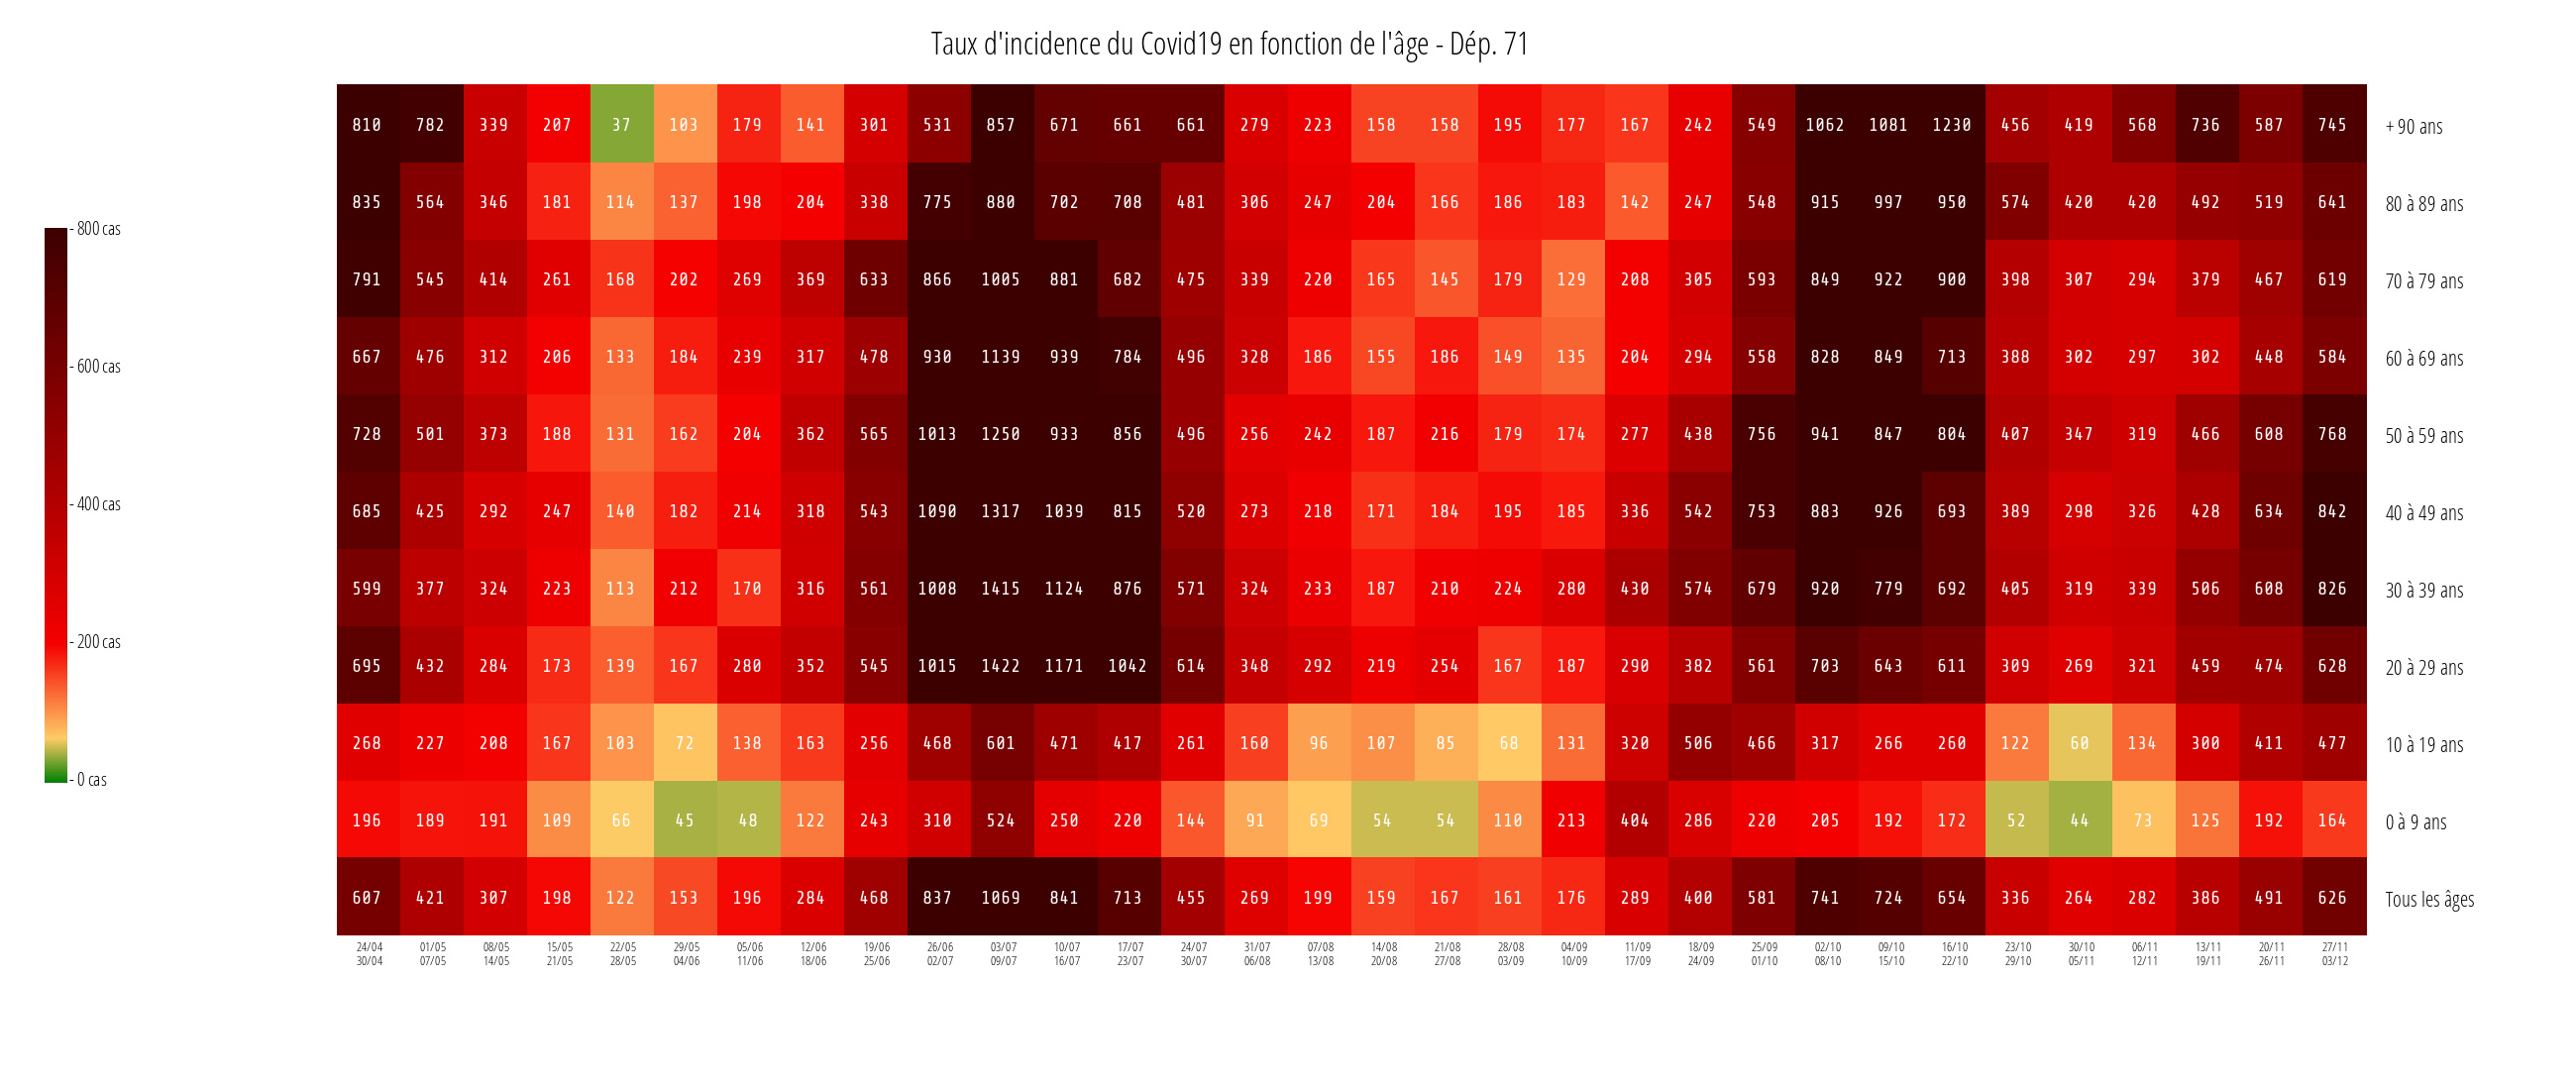 Taux d'incidence du Covid19 en fonction de l'âge - Dép. 71
810 782 339 207 37 103 179 141 301 531 857 671 661 661 279 223 158 158 195 177 167 242 549 1062 1081 1230 456 419 568 736 587 745 + 90 ans
835 564 346 181 114 137 198 204 338 775 880 702 708 481 306 247 204 166 186 183 142 247 548 915 997 950 574 420 420 492 519 641 80 à 89 ans
- 800 cas
791 545 414 261 168 202 269 369 633 866 1005 881 682 475 339 220 165 145 179 129 208 305 593 849 922 900 398 307 294 379 467 619 70 à 79 ans
667 476 312 206 133 184 239 317 478 930 1139 939 784 496 328 186 155 186 149 135 204 294 558 828 849 713 388 302 297 302 448 584 60 à 69 ans
- 600 cas
728 501 373 188 131 162 204 362 565 1013 1250 933 856 496 256 242 187 216 179 174 277 438 756 941 847 804 407 347 319 466 608 768 50 à 59 ans
- 400 cas
685 425 292 247 140 182 214 318 543 1090 1317 1039 815 520 273 218 171 184 195 185 336 542 753 883 926 693 389 298 326 428 634 842 40 à 49 ans
599 377 324 223 113 212 170 316 561 1008 1415 1124 876 571 324 233 187 210 224 280 430 574 679 920 779 692 405 319 339 506 608 826 30 à 39 ans
- 200 cas
695 432 284 173 139 167 280 352 545 1015 1422 1171 1042 614 348 292 219 254 167 187 290 382 561 703 643 611 309 269 321 459 474 628 20 à 29 ans
268 227 208 167 103 72 138 163 256 468 601 471 417 261 160 96 107 85 68 131 320 506 466 317 266 260 122 60 134 300 411 477 10 à 19 ans
- 0 cas
196 189 191 109 66 45 48 122 243 310 524 250 220 144 91 69 54 54 110 213 404 286 220 205 192 172 52 44 73 125 192 164 0 à 9 ans
607 421 307 198 122 153 196 284 468 837 1069 841 713 455 269 199 159 167 161 176 289 400 581 741 724 654 336 264 282 386 491 626 Tous les âges
24/04 01/05 08/05 15/05 22/05 29/05 05/06 12/06 19/06 26/06 03/07 10/07 17/07 24/07 31/07 07/08 14/08 21/08 28/08 04/09 11/09 18/09 25/09 02/10 09/10 16/10 23/10 30/10 06/11 13/11 20/11 27/11
30/04 07/05 14/05 21/05 28/05 04/06 11/06 18/06 25/06 02/07 09/07 16/07 23/07 30/07 06/08 13/08 20/08 27/08 03/09 10/09 17/09 24/09 01/10 08/10 15/10 22/10 29/10 05/11 12/11 19/11 26/11 03/12